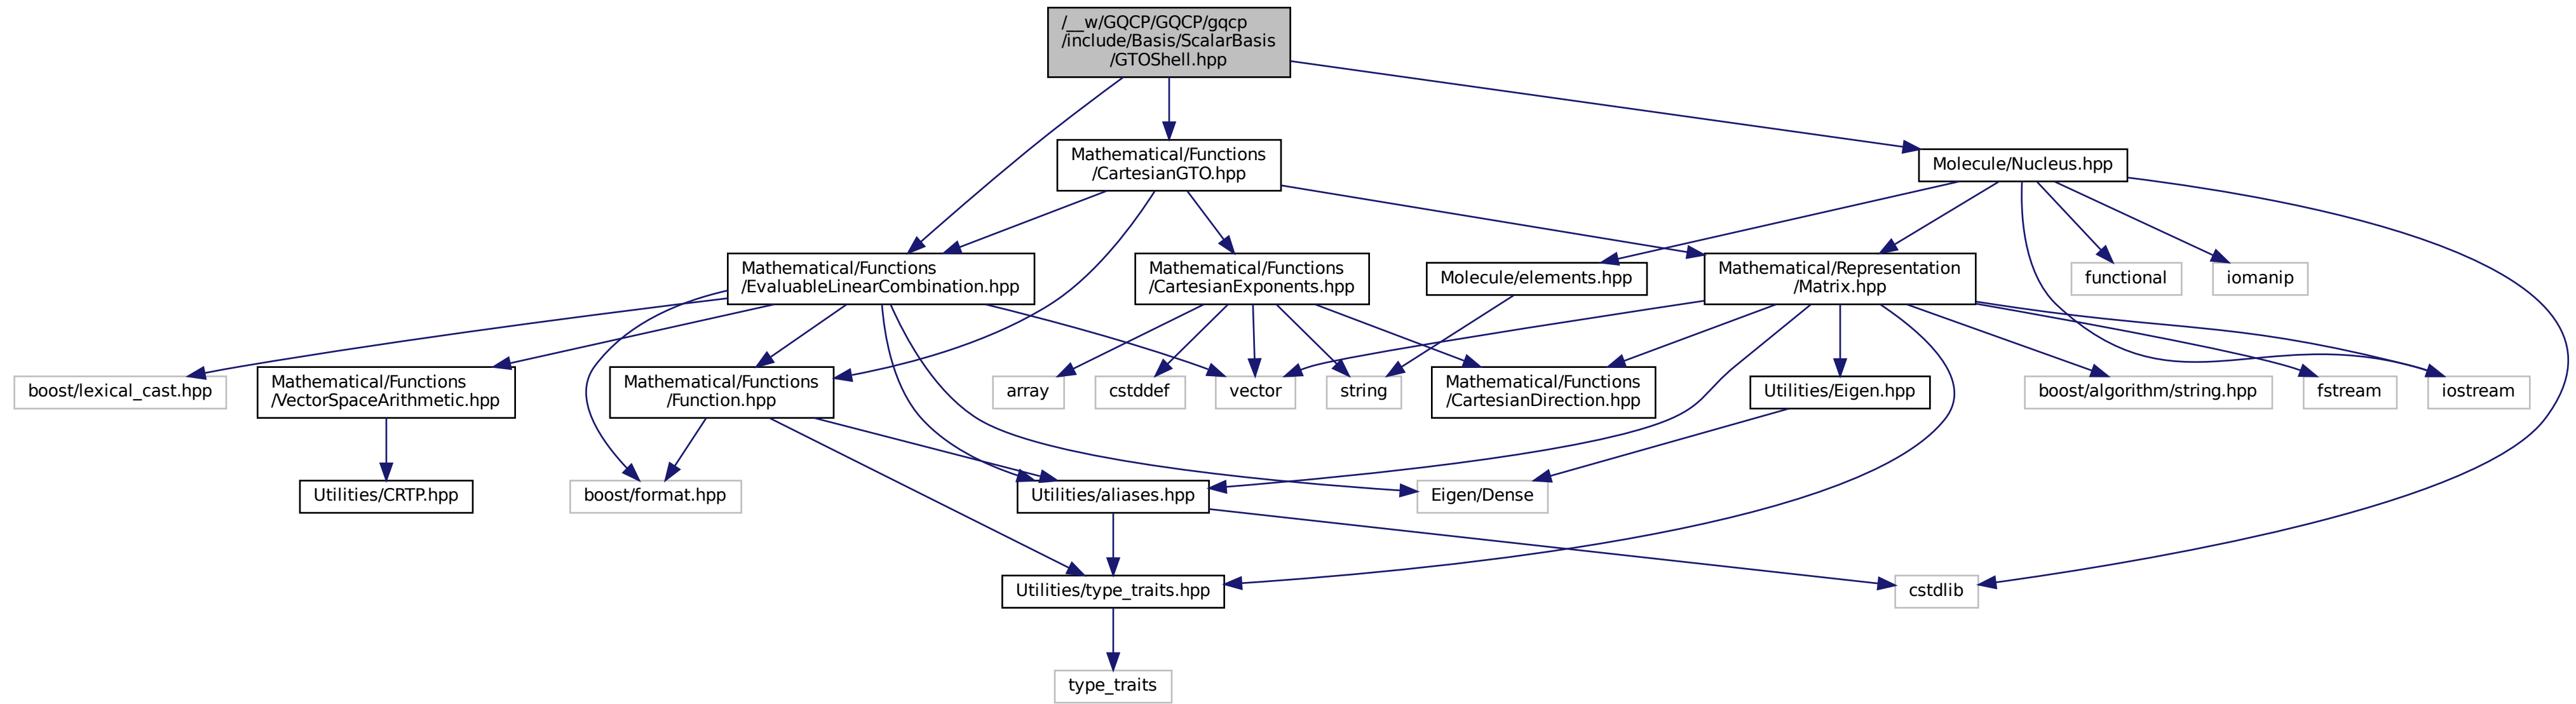 /__w/GQCP/GQCP/gqcp
/include/Basis/ScalarBasis
/GTOShell.hpp
Mathematical/Functions
/CartesianGTO.hpp
Molecule/Nucleus.hpp
Mathematical/Functions
/EvaluableLinearCombination.hpp
Mathematical/Functions
/CartesianExponents.hpp
Molecule/elements.hpp
Mathematical/Representation
/Matrix.hpp
functional
iomanip
boost/lexical_cast.hpp
Mathematical/Functions
/VectorSpaceArithmetic.hpp
Mathematical/Functions
/Function.hpp
array
cstddef
vector
string
Mathematical/Functions
/CartesianDirection.hpp
Utilities/Eigen.hpp
boost/algorithm/string.hpp
fstream
iostream
Utilities/CRTP.hpp
boost/format.hpp
Utilities/aliases.hpp
Eigen/Dense
Utilities/type_traits.hpp
cstdlib
type_traits